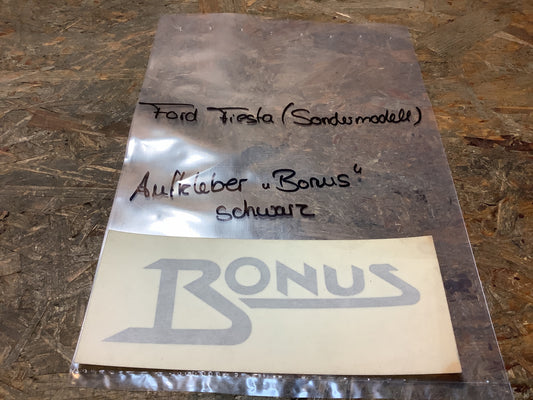 Ford Fiesta (Sondermodell)
Aufkleber „Bonus“
schwarz
BONUS